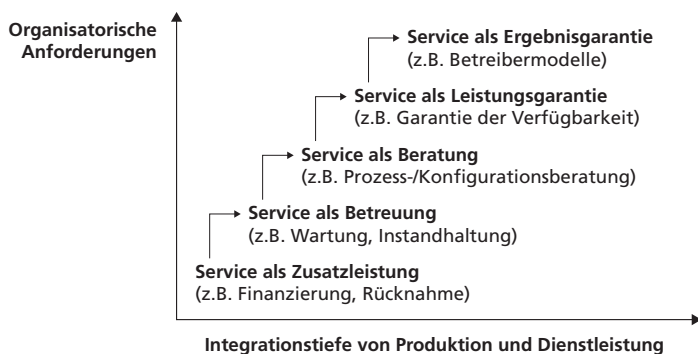 Organisatorische
Anforderungen
Service als Ergebnisgarantie
(z.B. Betreibermodelle)
Service als Leistungsgarantie
(z.B. Garantie der Verfügbarkeit)
Service als Beratung
(z.B. Prozess-/Konfigurationsberatung)
Service als Betreuung
(z.B. Wartung, Instandhaltung)
Service als Zusatzleistung
(z.B. Finanzierung, Rücknahme)
Integrationstiefe von Produktion und Dienstleistung